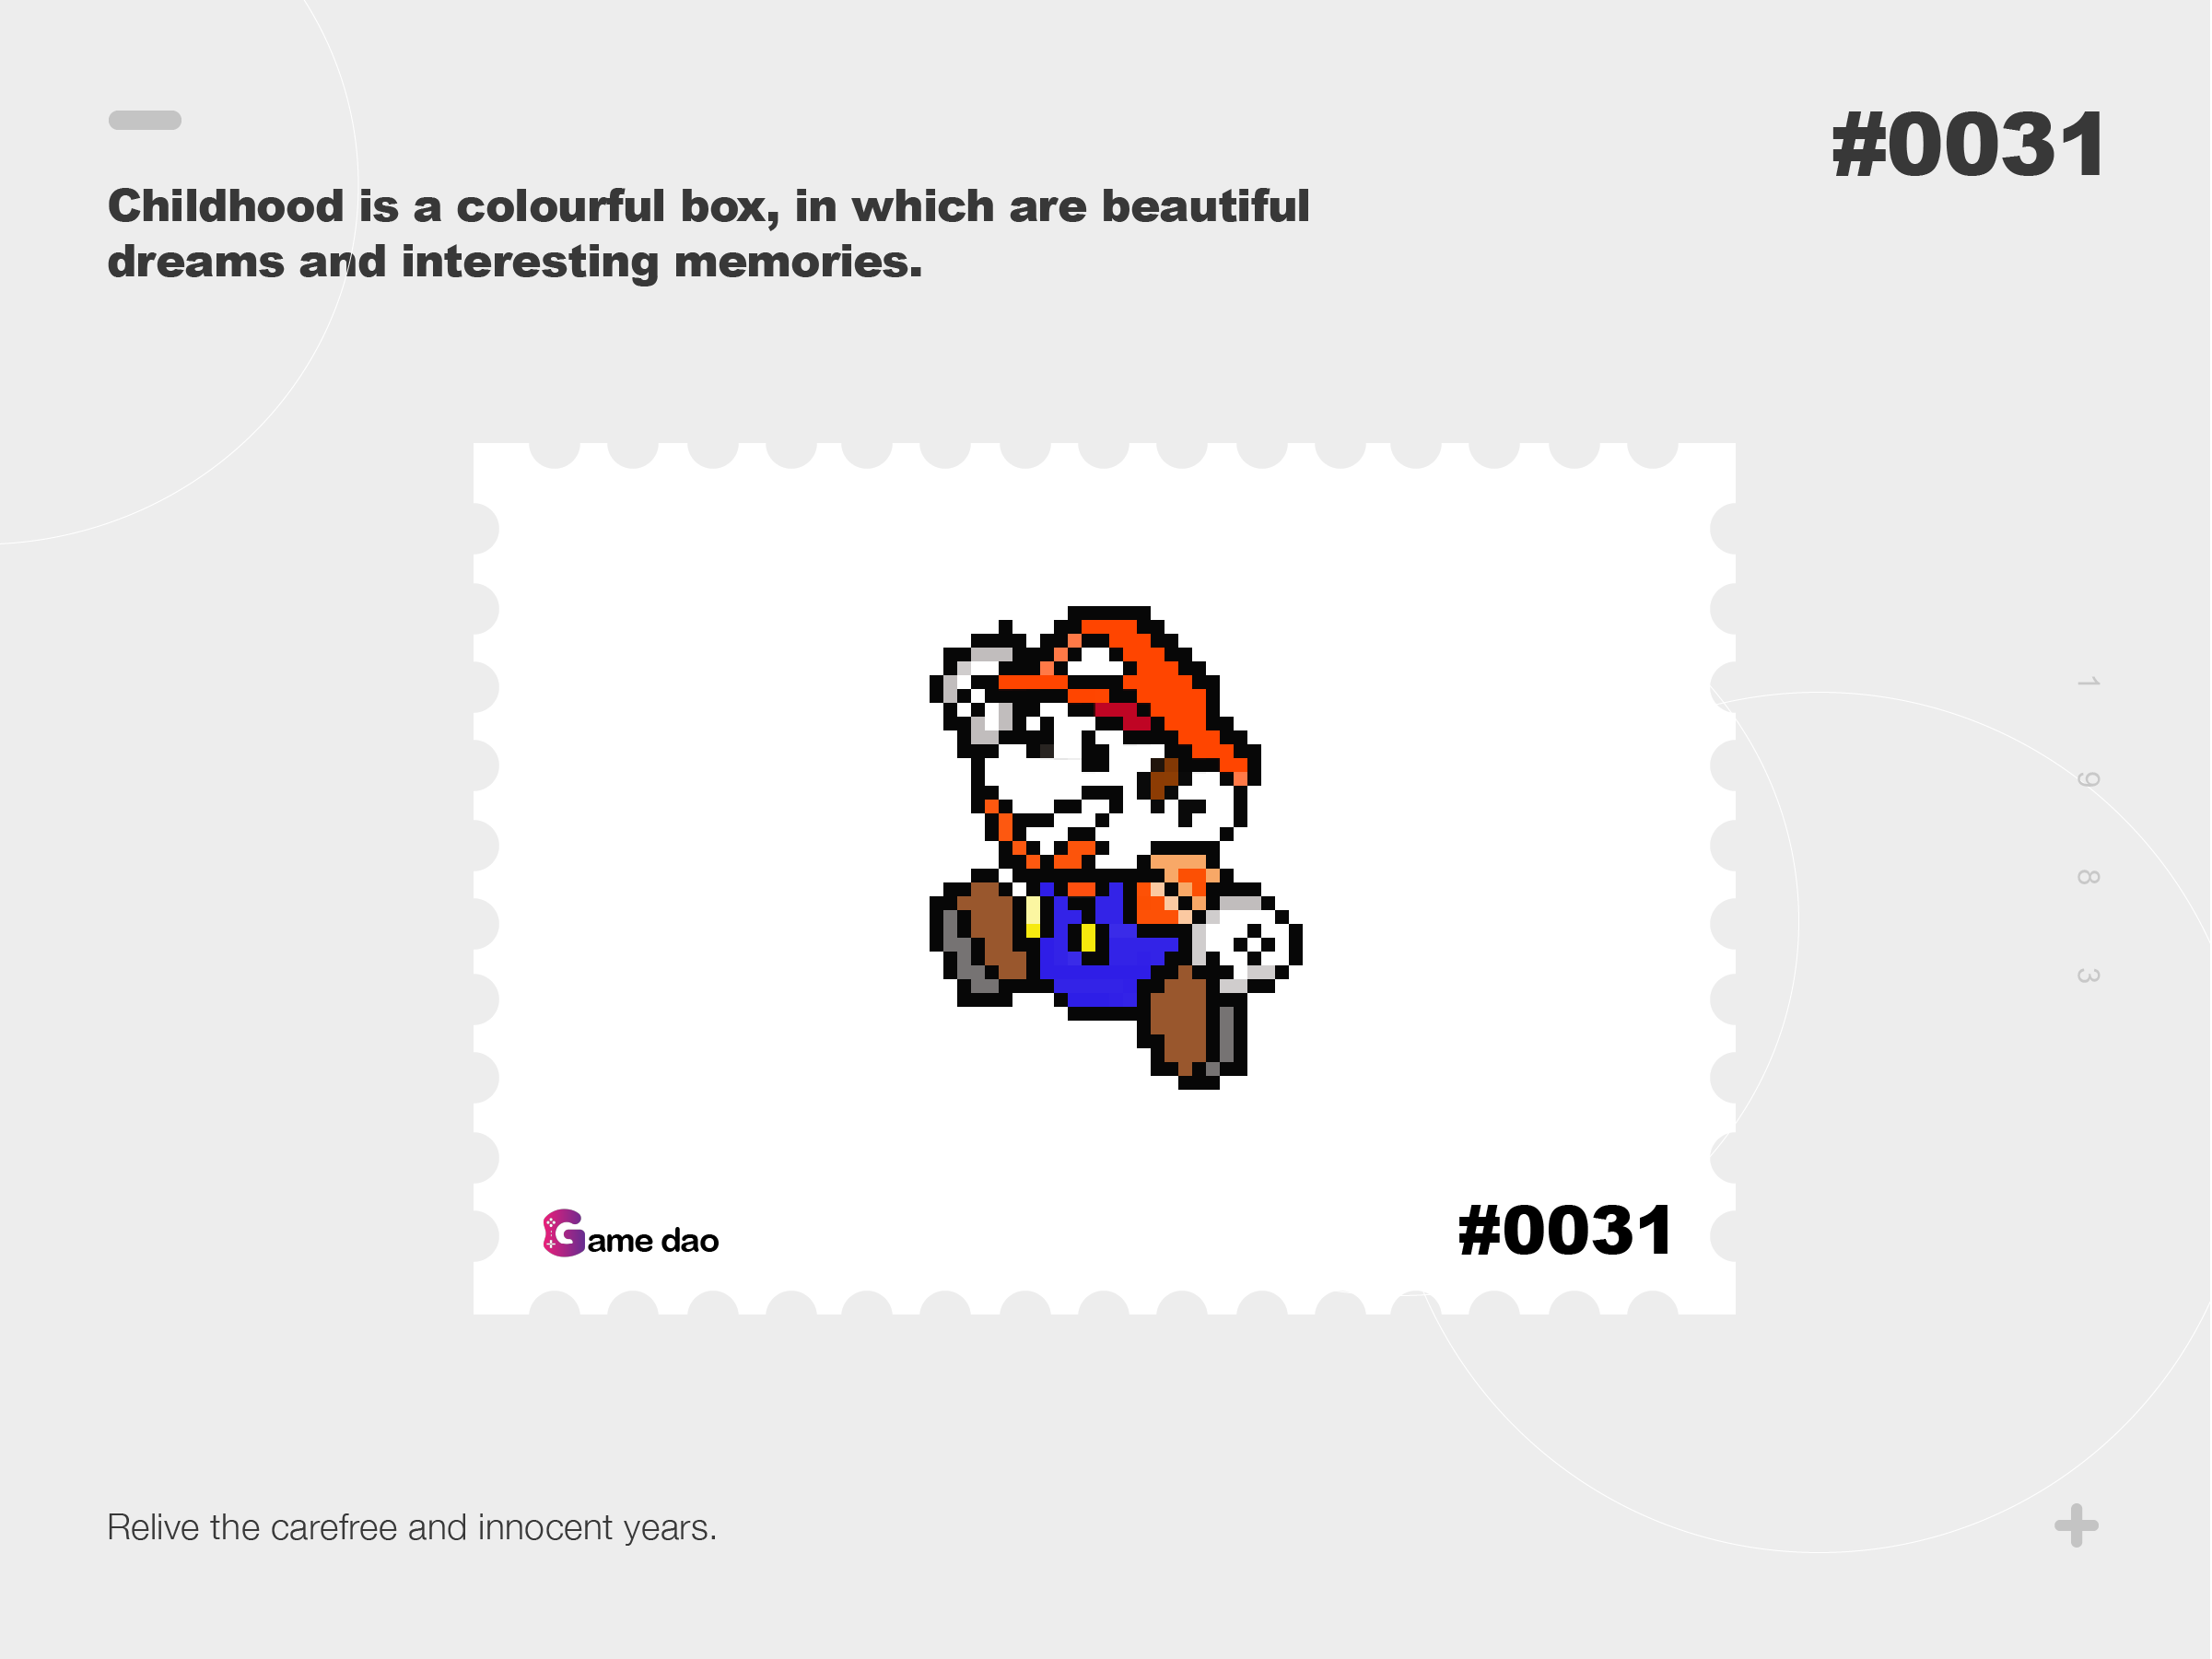 #0031
Childhood is a colourful box, in which are beautiful
dreams and interesting memories.
1
9
8
3
Game dao
#0031
Relive the carefree and innocent years.